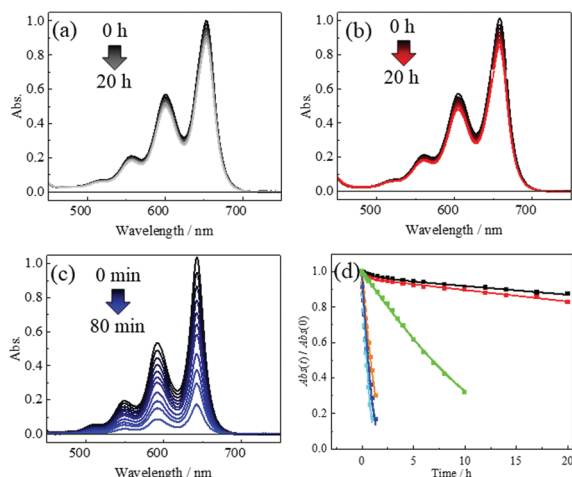 (a)
0 h
20 h
Abs.
1.0
0.8
0.6
0.4
0.2
0.0
500
600
700
Wavelength / nm
(b)
0 h
20 h
Abs.
1.0
0.8
0.6
0.4
0.2
0.0
500
600
700
Wavelength / nm
(c)
0 min
80 min
Abs.
1.0
0.8
0.6
0.4
0.2
0.0
500
600
700
Wavelength / nm
(d)
Abs(t) / Abs(0)
1.0
0.8
0.6
0.4
0.2
0.0
0
5
10
15
20
Time / h